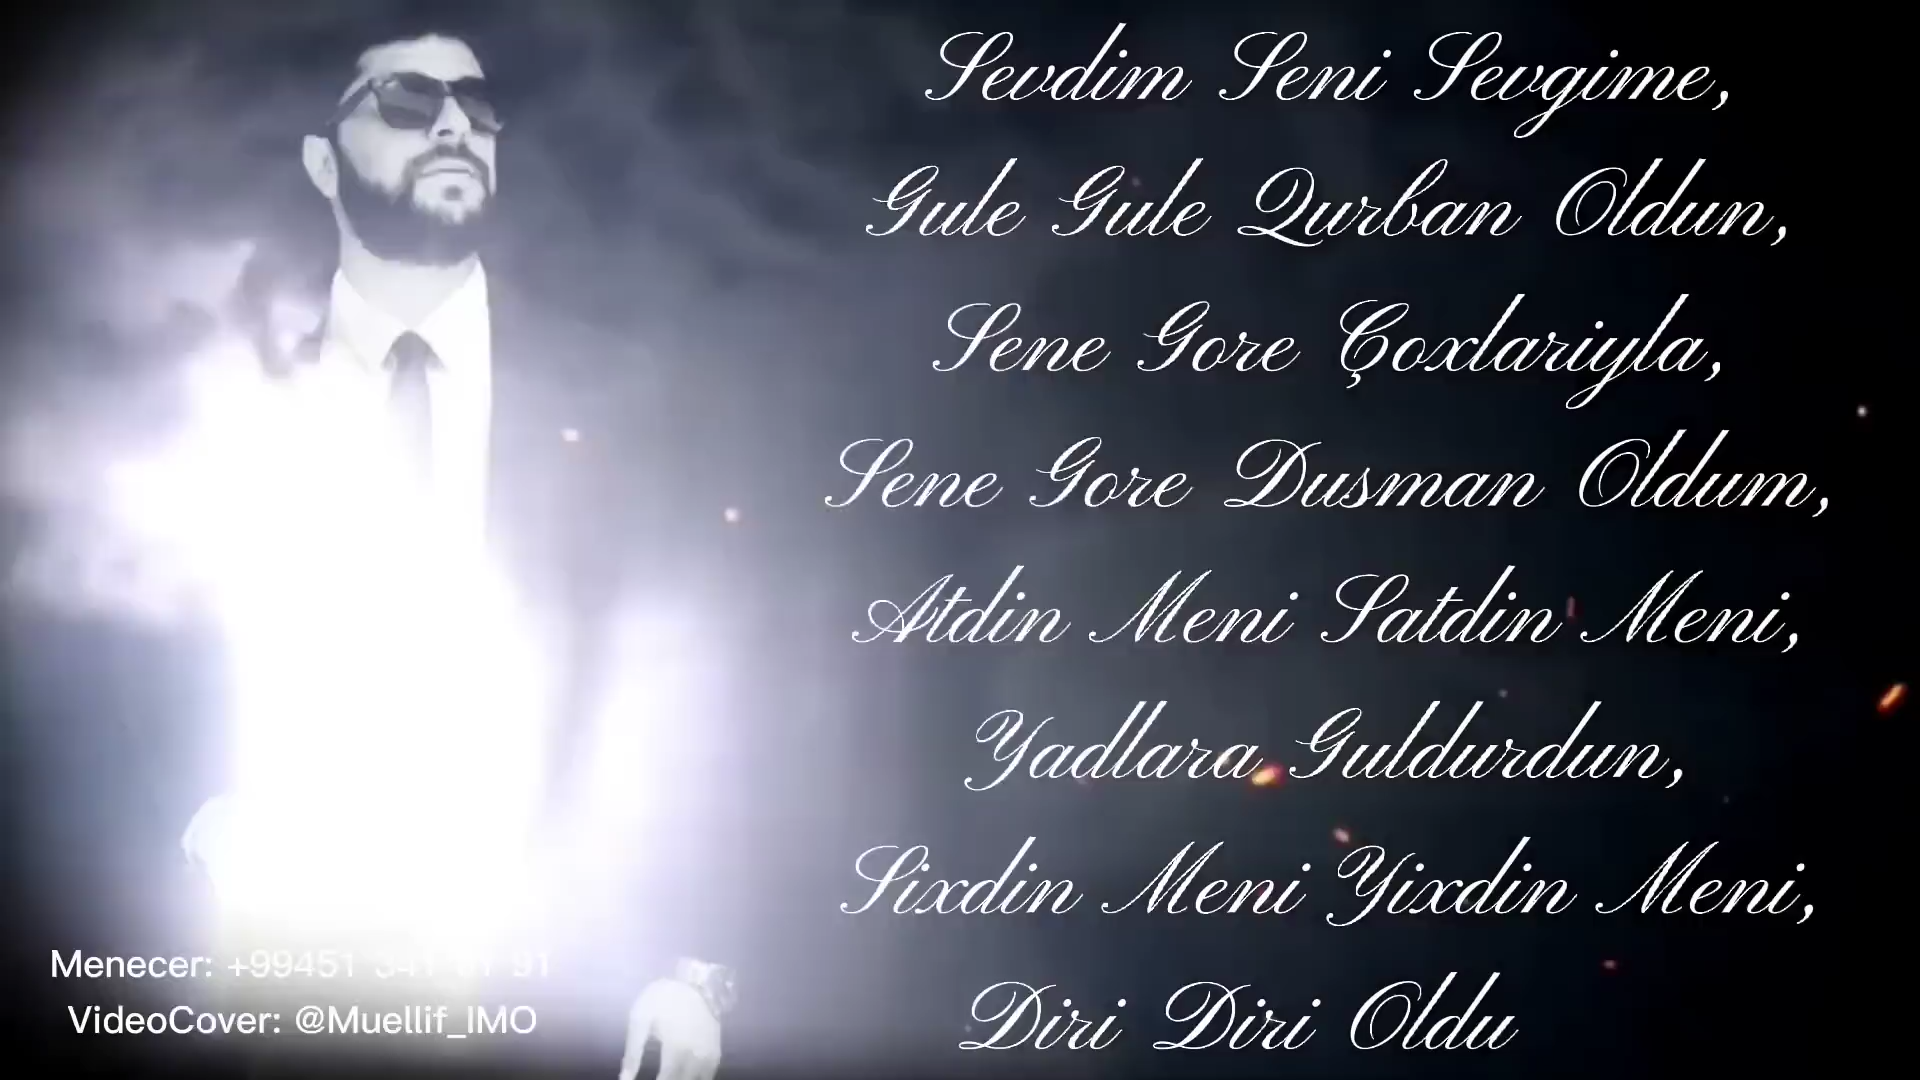 Sevdim Seni Sevgime,
Gule Gule Qurban Oldun,
Sene Gore Çoxlariyla,
Sene Gore Dusman Oldum,
Atdin Meni Satdin Meni,
Yadlara Guldurdun,
Sixdin Meni Yixdin Meni,
Diri Diri Oldu
Menecer: +99451 341 91
VideoCover: @Muellif_IMO